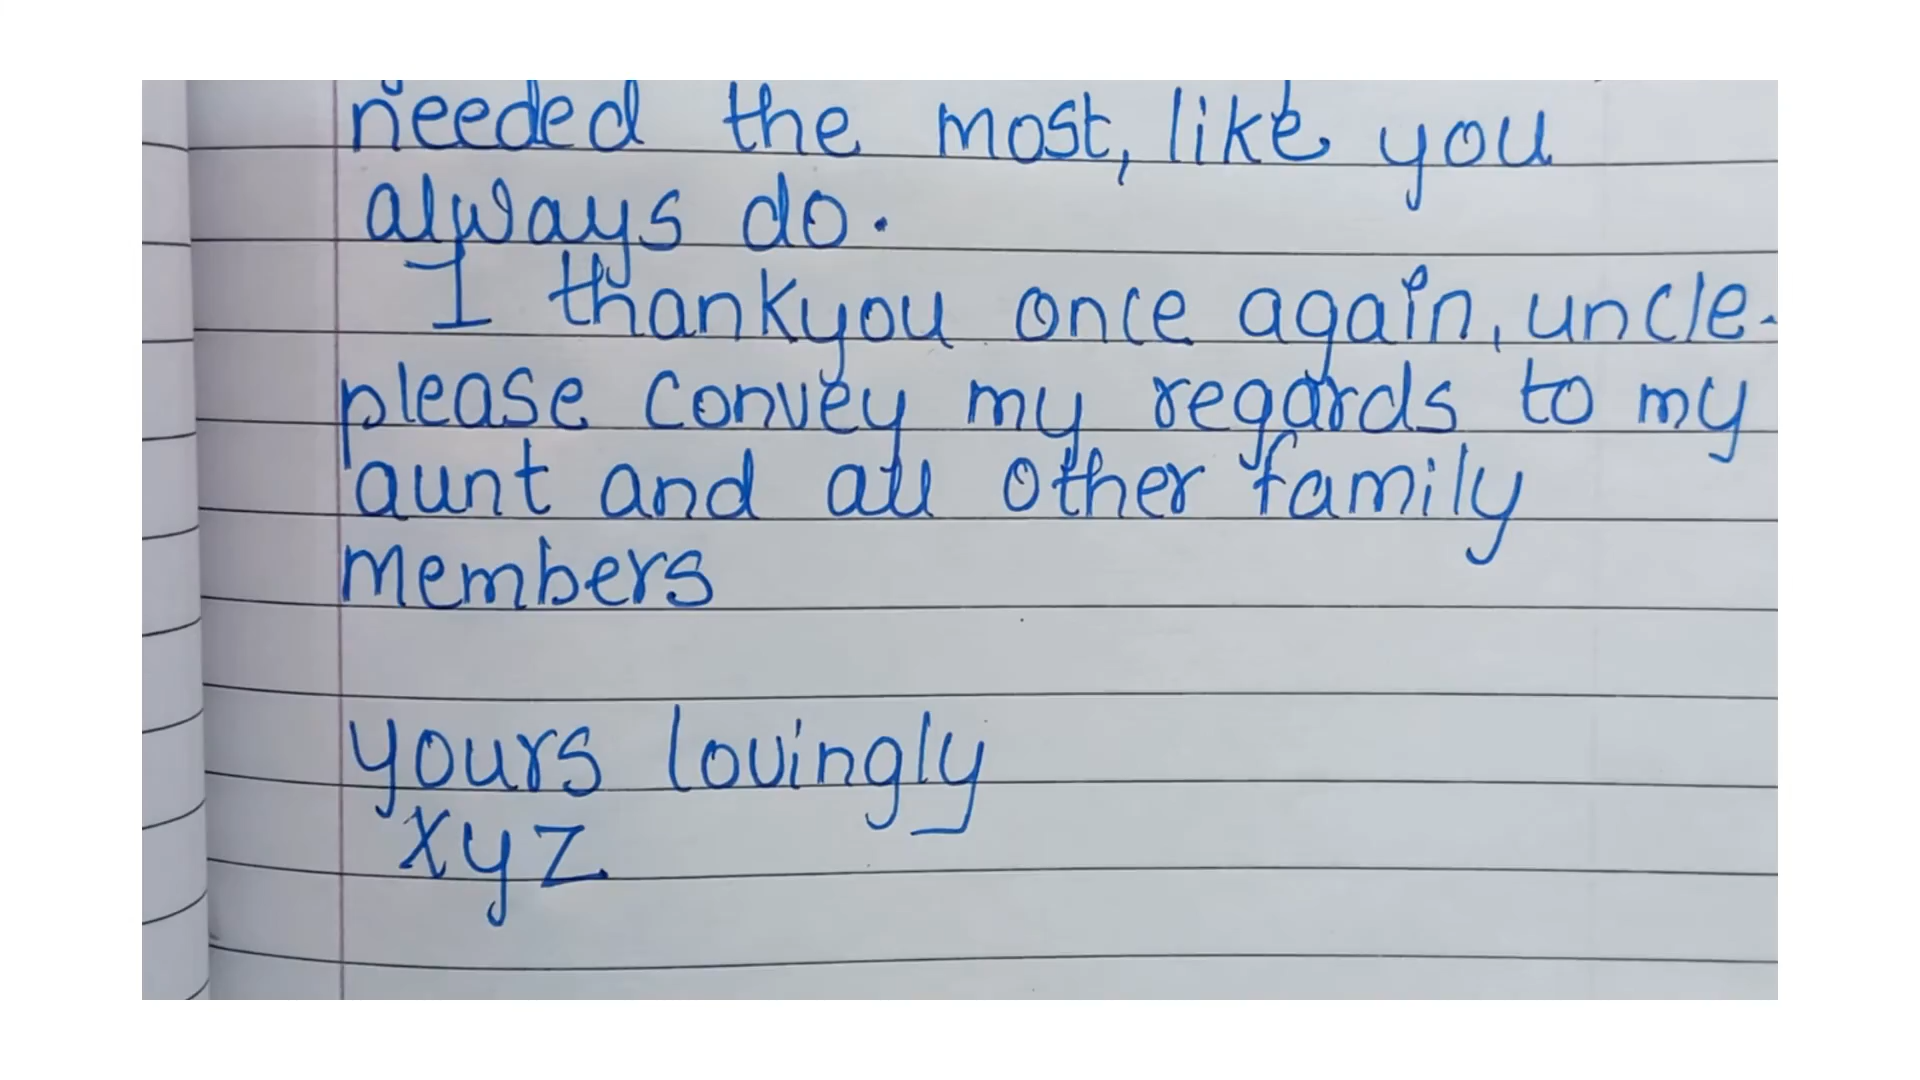 needed the most, like you
always do.
I thankyou once again, uncle.
please convey my regards to my
aunt and all other family
members
yours lovingly
xyz